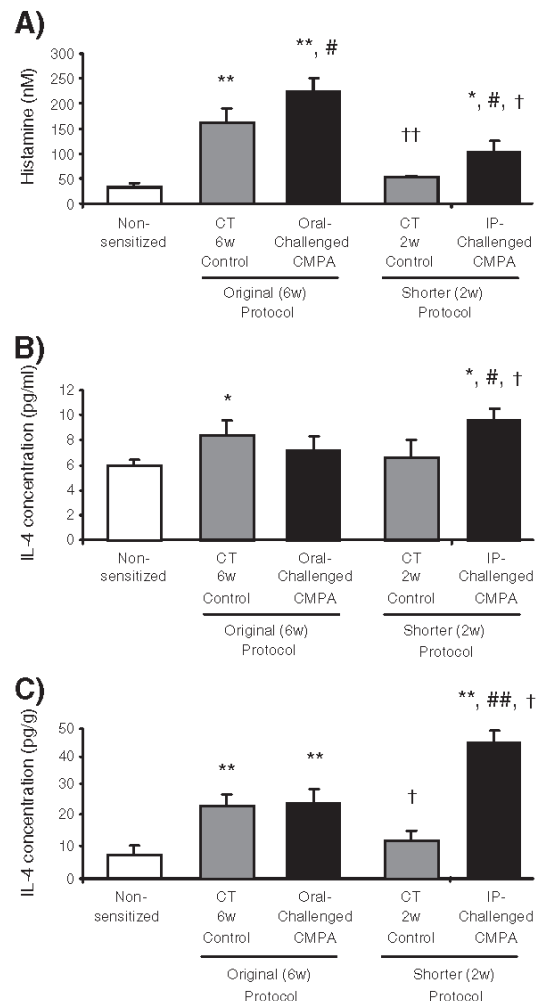 A)
Histamine (nM)
300
250
200
150
100
50
0
**
**, #
††
*, #, †
Non- CT Oral- CT IP-
sensitized 6w Challenged 2w Challenged
Control CMPA Control CMPA
Original (6w) Shorter (2w)
Protocol Protocol
B)
IL-4 concentration (pg/ml)
12
10
8
6
4
2
0
*
*, #, †
Non- CT Oral- CT IP-
sensitized 6w Challenged 2w Challenged
Control CMPA Control CMPA
Original (6w) Shorter (2w)
Protocol Protocol
C)
IL-4 concentration (pg/g)
50
40
30
20
10
0
**
**
†
**, ##, †
Non- CT Oral- CT IP-
sensitized 6w Challenged 2w Challenged
Control CMPA Control CMPA
Original (6w) Shorter (2w)
Protocol Protocol